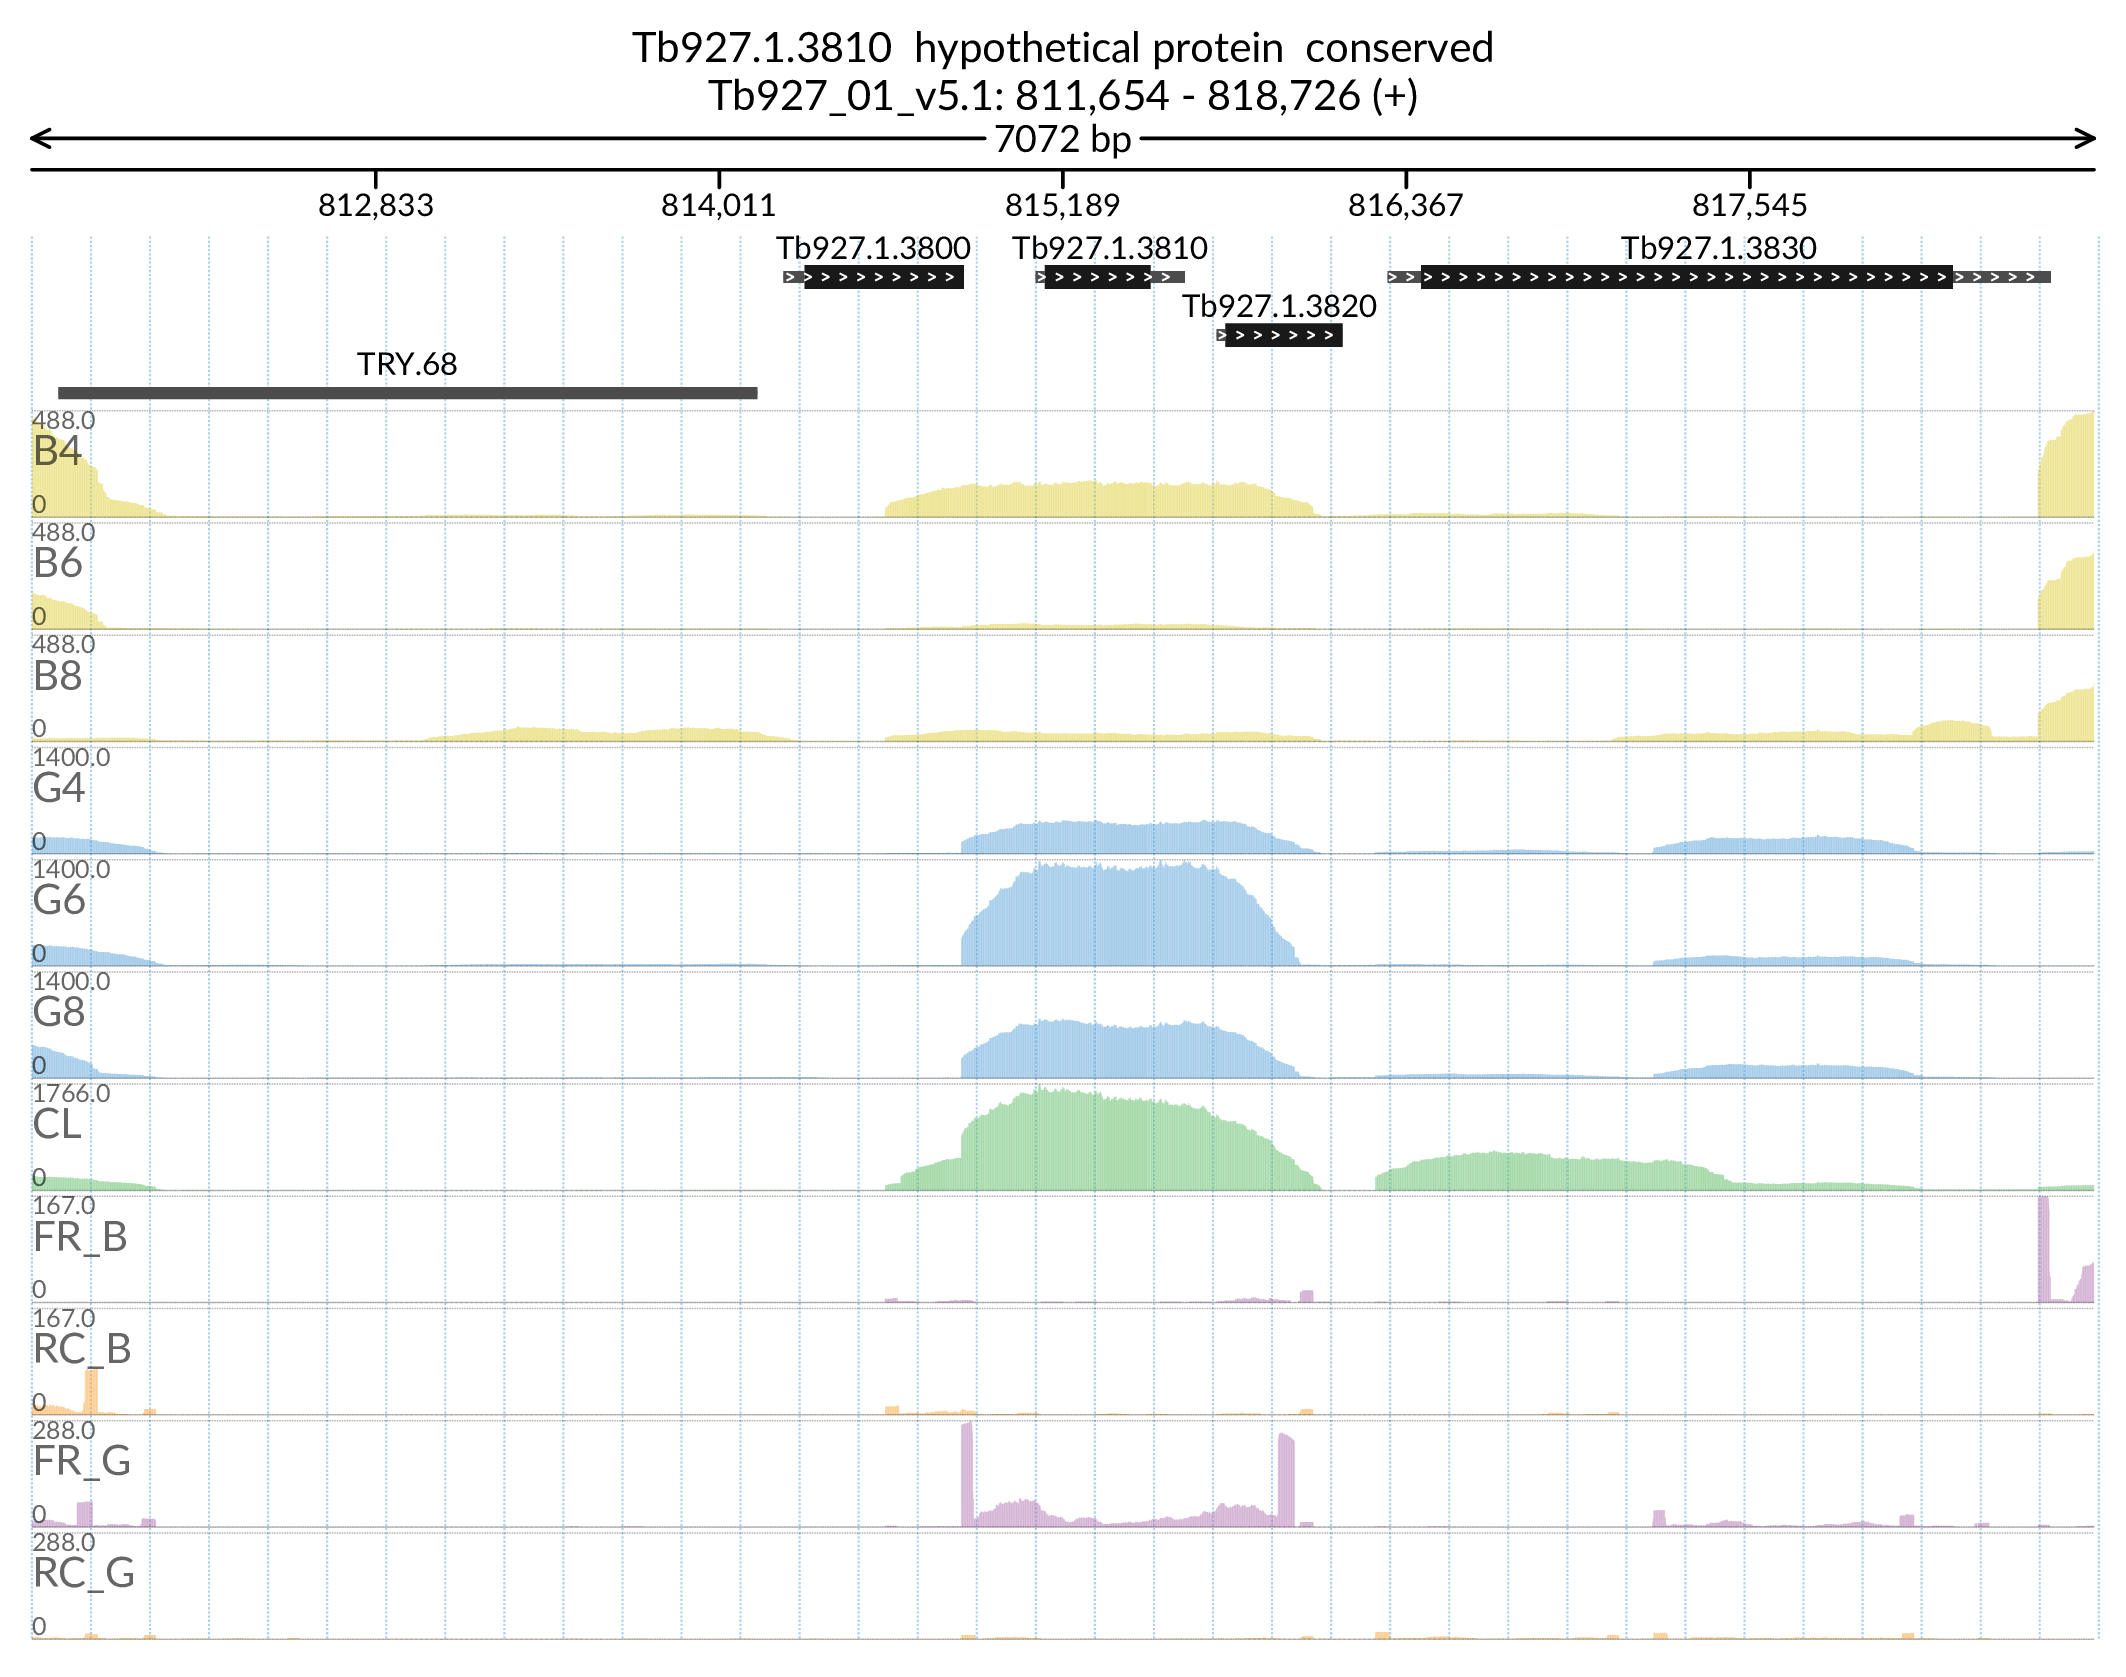 Tb927.1.3810 hypothetical protein conserved
Tb927_01_v5.1: 811,654 - 818,726 (+)
7072 bp
812,833 814,011 815,189 816,367 817,545
Tb927.1.3800 Tb927.1.3810 Tb927.1.3830
Tb927.1.3820
TRY.68
488.0
B4
0
488.0
B6
0
488.0
B8
0
1400.0
G4
0
1400.0
G6
0
1400.0
G8
0
1766.0
CL
0
167.0
FR_B
0
167.0
RC_B
0
288.0
FR_G
0
288.0
RC_G
0